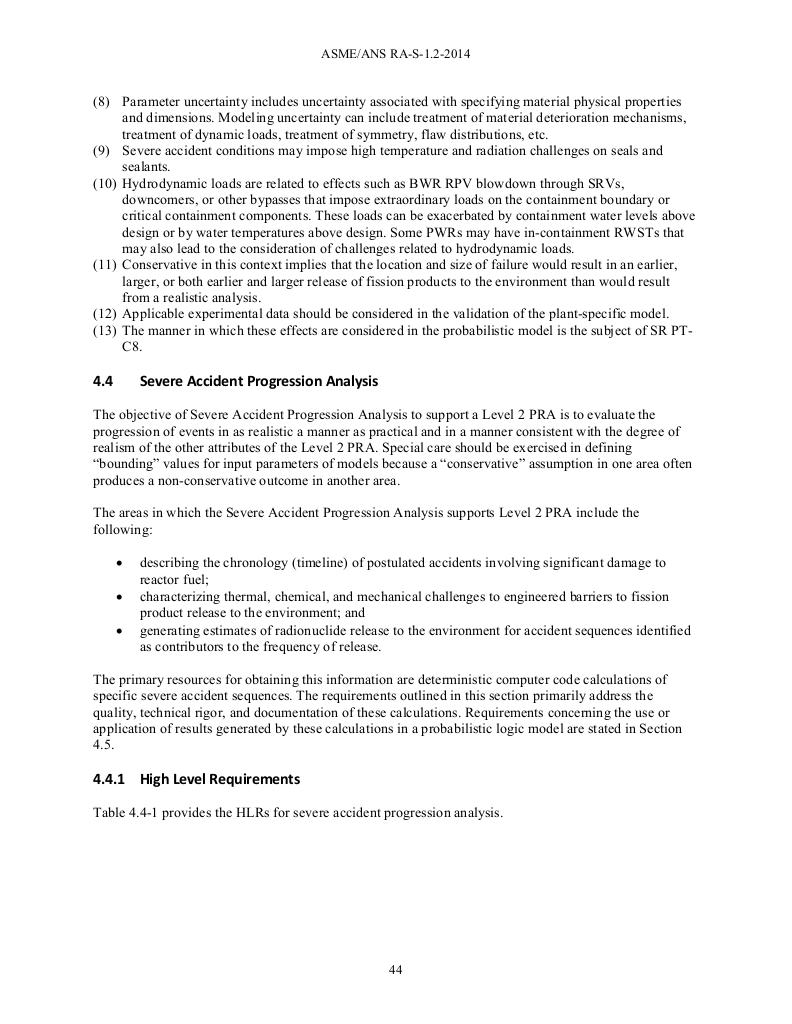 ASME/ANS RA-S-1.2-2014
(8) Parameter uncertainty includes uncertainty associated with specifying material physical properties
and dimensions. Modeling uncertainty can include treatment of material deterioration mechanisms,
treatment of dynamic loads, treatment of symmetry, flaw distributions, etc.
(9) Severe accident conditions may impose high temperature and radiation challenges on seals and
sealants.
(10) Hydrodynamic loads are related to effects such as BWR RPV blowdown through SRVs,
downcomers, or other bypasses that impose extraordinary loads on the containment boundary or
critical containment components. These loads can be exacerbated by containment water levels above
design or by water temperatures above design. Some PWRs may have in-containment RWSTs that
may also lead to the consideration of challenges related to hydrodynamic loads.
(11) Conservative in this context implies that the location and size of failure would result in an earlier,
larger, or both earlier and larger release of fission products to the environment than would result
from a realistic analysis.
(12) Applicable experimental data should be considered in the validation of the plant-specific model.
(13) The manner in which these effects are considered in the probabilistic model is the subject of SR PT-
C8.
4.4 Severe Accident Progression Analysis
The objective of Severe Accident Progression Analysis to support a Level 2 PRA is to evaluate the
progression of events in as realistic a manner as practical and in a manner consistent with the degree of
realism of the other attributes of the Level 2 PRA. Special care should be exercised in defining
“bounding” values for input parameters of models because a “conservative” assumption in one area often
produces a non-conservative outcome in another area.
The areas in which the Severe Accident Progression Analysis supports Level 2 PRA include the
following:
• describing the chronology (timeline) of postulated accidents involving significant damage to
reactor fuel;
• characterizing thermal, chemical, and mechanical challenges to engineered barriers to fission
product release to the environment; and
• generating estimates of radionuclide release to the environment for accident sequences identified
as contributors to the frequency of release.
The primary resources for obtaining this information are deterministic computer code calculations of
specific severe accident sequences. The requirements outlined in this section primarily address the
quality, technical rigor, and documentation of these calculations. Requirements concerning the use or
application of results generated by these calculations in a probabilistic logic model are stated in Section
4.5.
4.4.1 High Level Requirements
Table 4.4-1 provides the HLRs for severe accident progression analysis.
44